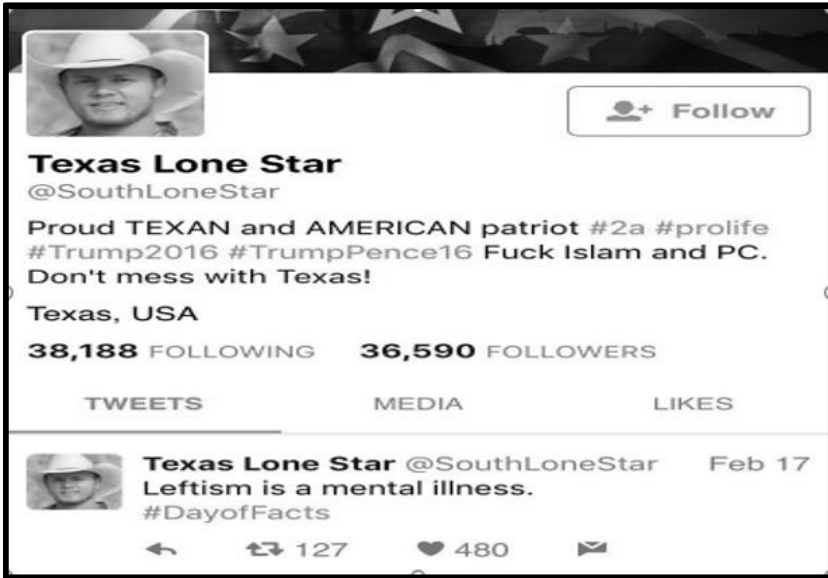 Follow
Texas Lone Star
@SouthLoneStar
Proud TEXAN and AMERICAN patriot #2a #prolife
#Trump2016 #TrumpPence16 Fuck Islam and PC.
Don't mess with Texas!
Texas, USA
38,188 FOLLOWING 36,590 FOLLOWERS
TWEETS MEDIA LIKES
Texas Lone Star @SouthLoneStar Feb 17
Leftism is a mental illness.
#DayofFacts
127 480